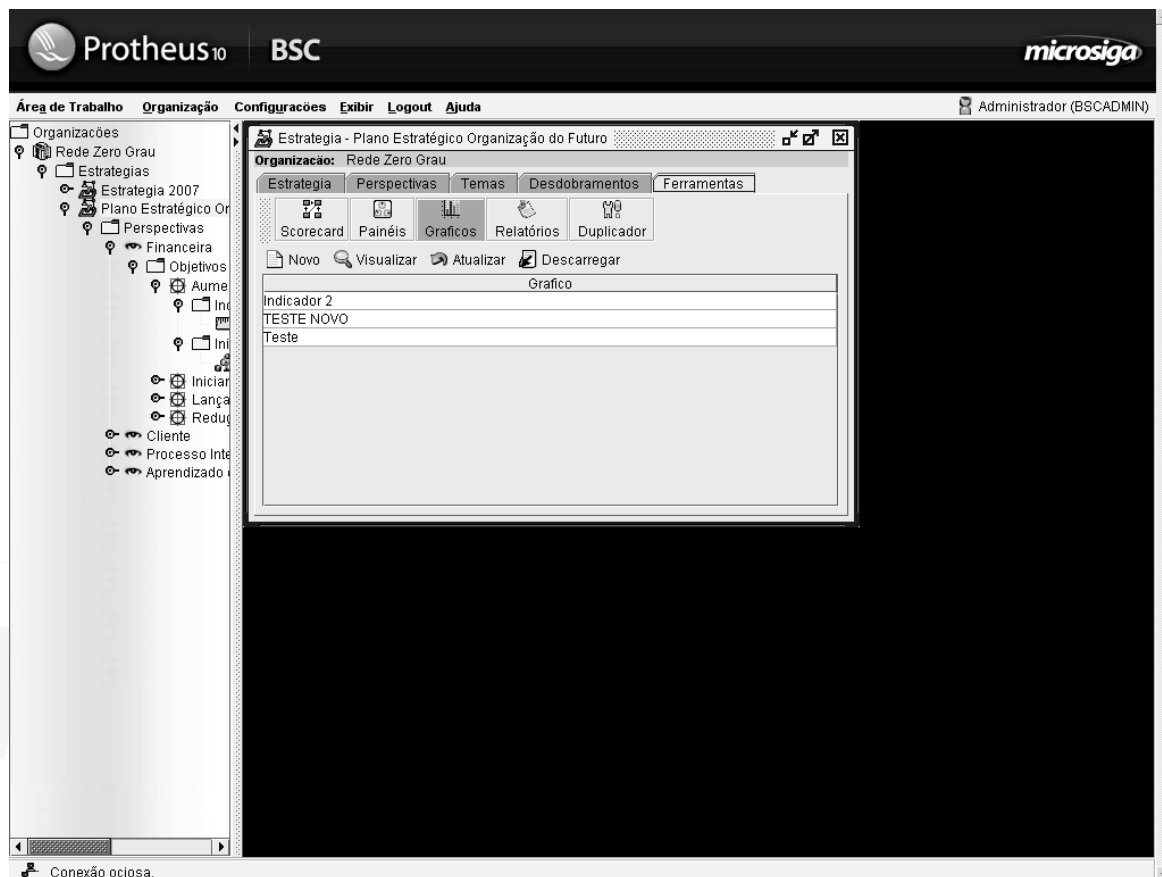 Protheus10 BSC microsiga
Área de Trabalho Organização Configurações Exibir Logout Ajuda Administrador (BSCADMIN)
Organizacões
Rede Zero Grau
Estrategias
Estrategia 2007
Plano Estratégico Or
Perspectivas
Financeira
Objetivos
Aume
Ind
Ini
Iniciar
Lança
Reduç
Cliente
Processo Inte
Aprendizado
Estrategia - Plano Estratégico Organização do Futuro
Organizacão: Rede Zero Grau
Estrategia Perspectivas Temas Desdobramentos Ferramentas
Scorecard Painéis Graficos Relatórios Duplicador
Novo Visualizar Atualizar Descarregar
Grafico
Indicador 2
TESTE NOVO
Teste
Conexão ociosa.